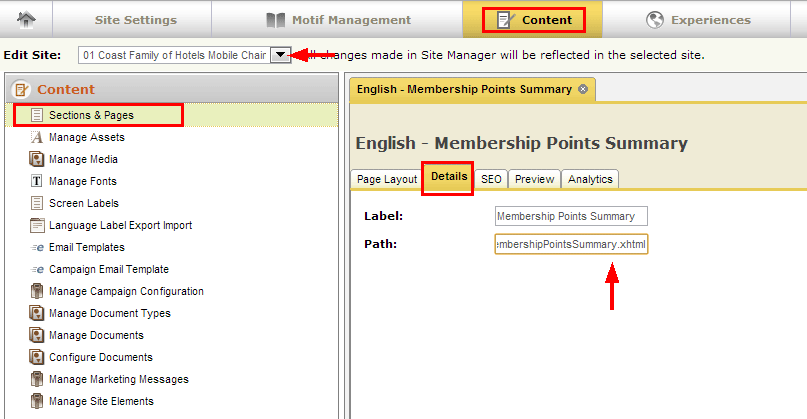 Site Settings Motif Management Content Experiences
Edit Site: 01 Coast Family of Hotels Mobile Chair changes made in Site Manager will be reflected in the selected site.
Content
Sections & Pages
Manage Assets
Manage Media
Manage Fonts
Screen Labels
Language Label Export Import
Email Templates
Campaign Email Template
Manage Campaign Configuration
Manage Document Types
Manage Documents
Configure Documents
Manage Marketing Messages
Manage Site Elements
English - Membership Points Summary
English - Membership Points Summary
Page Layout Details SEO Preview Analytics
Label: Membership Points Summary
Path: embershipPointsSummary.xhtml